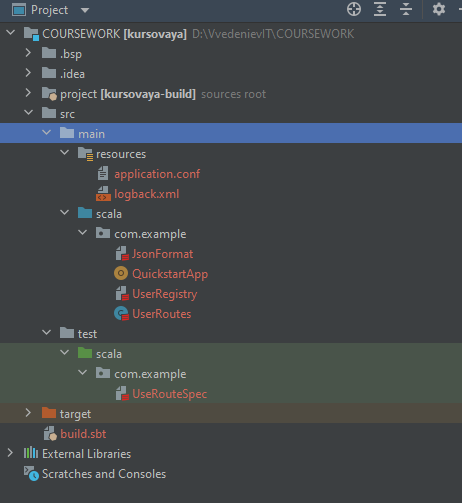 Project
COURSEWORK [kursovaya] D:\VvedenievIT\COURSEWORK
.bsp
.idea
project [kursovaya-build] sources root
src
main
resources
application.conf
logback.xml
scala
com.example
JsonFormat
QuickstartApp
UserRegistry
UserRoutes
test
scala
com.example
UseRouteSpec
target
build.sbt
External Libraries
Scratches and Consoles